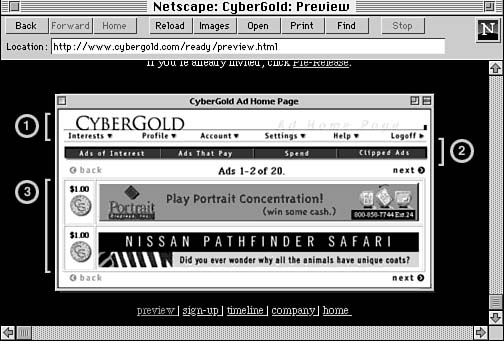 Netscape: CyberGold: Preview
Back Forward Home Reload Images Open Print Find Stop
N
Location: http://www.cybergold.com/ready/preview.html
If you're already invited, click Pre-Release.
CyberGold Ad Home Page
1
CYBERGOLD Ad Home Page
Interests ▼ Profile ▼ Account ▼ Settings ▼ Help ▼ Logoff ▶
2
Ads of Interest Ads That Pay Spend Clipped Ads
back Ads 1-2 of 20. next
3
$1.00
Play Portrait Concentration!
Portrait
(win some cash.)
800-858-7744 Ext 24
$1.00
NISSAN PATHFINDER SAFARI
Did you ever wonder why all the animals have unique coats?
back next
preview | sign-up | timeline | company | home